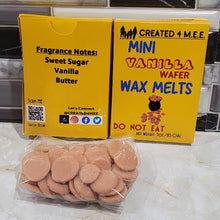 Fragrance Notes:
Sweet Sugar
Vanilla
Butter
Let's Connect
CREATED 4 M.E.E.
MINI
VANILLA
WAFER
WAX MELTS
DO NOT EAT